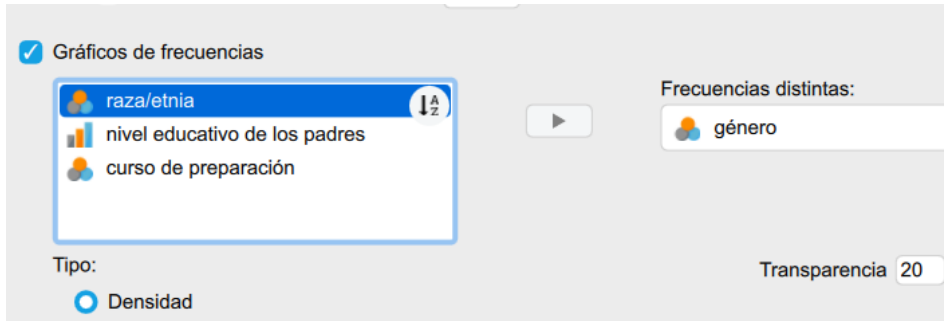 Gráficos de frecuencias
raza/etnia
A
Z
nivel educativo de los padres
curso de preparación
Frecuencias distintas:
género
Tipo:
Densidad
Transparencia 20